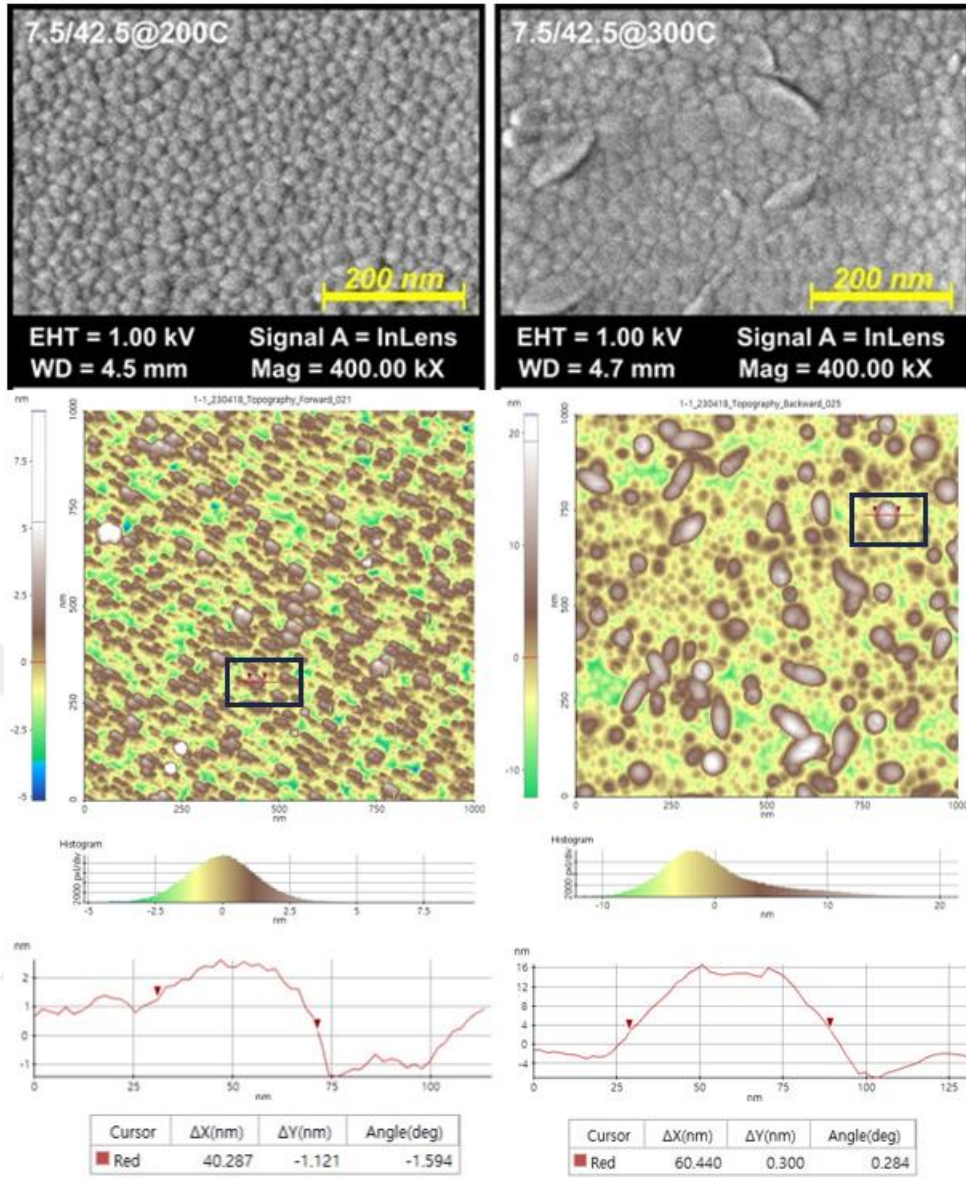 7.5/42.5@200C
200 nm
EHT = 1.00 kV Signal A = InLens
WD = 4.5 mm Mag = 400.00 kX
7.5/42.5@300C
200 nm
EHT = 1.00 kV Signal A = InLens
WD = 4.7 mm Mag = 400.00 kX
nm
7.5
5
2.5
0
-2.5
-5
1-1_230418_Topography_Forward_021
nm
1000
750
500
250
0
0 250 500 750 1000
nm
nm
20
10
0
-10
1-1_230418_Topography_Backward_025
nm
1000
750
500
250
0
0 250 500 750 1000
nm
Histogram
2000 pxl/div
-5 -2.5 0 2.5 5 7.5
nm
Histogram
2000 pxl/div
-10 0 10 20
nm
nm
2
1
0
-1
0 25 50 75 100
nm
nm
16
12
8
4
0
-4
0 25 50 75 100 125
nm
Cursor ΔX(nm) ΔY(nm) Angle(deg)
Red 40.287 -1.121 -1.594
Cursor ΔX(nm) ΔY(nm) Angle(deg)
Red 60.440 0.300 0.284